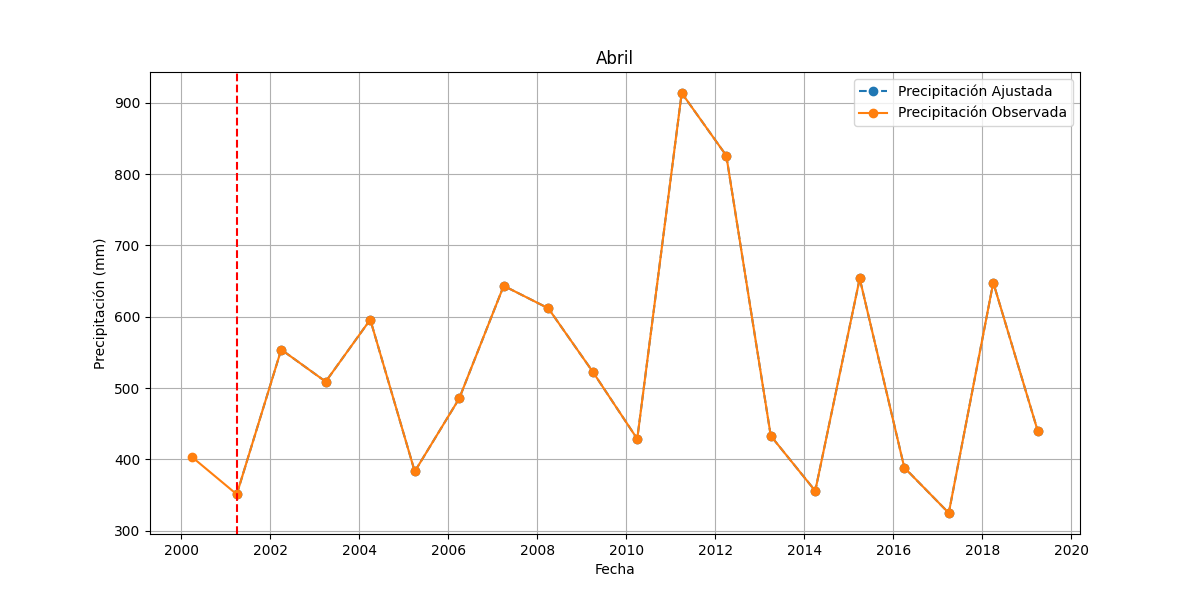 Abril
Precipitación Ajustada
Precipitación Observada
900
800
700
600
500
400
300
Precipitación (mm)
2000 2002 2004 2006 2008 2010 2012 2014 2016 2018 2020
Fecha